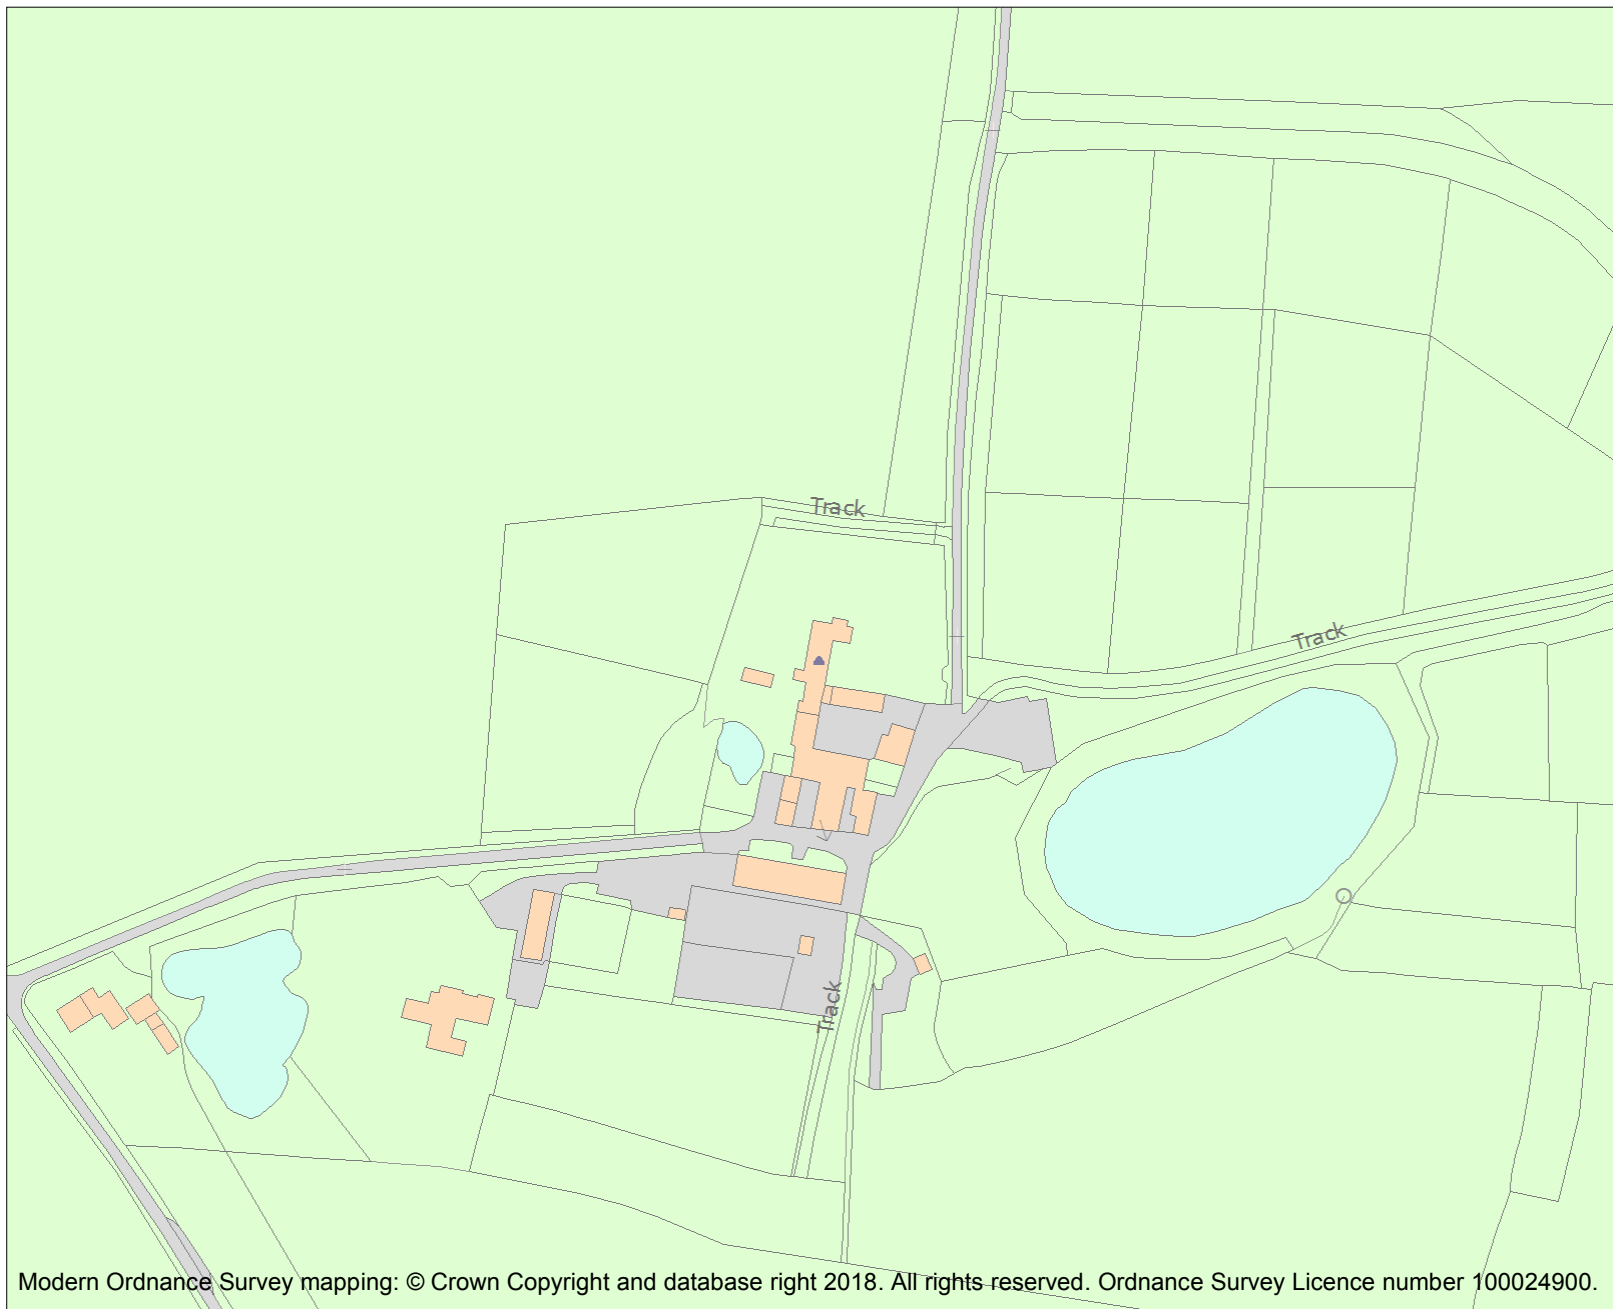 Track
Track
Track
Modern Ordnance Survey mapping: © Crown Copyright and database right 2018. All rights reserved. Ordnance Survey Licence number 100024900.